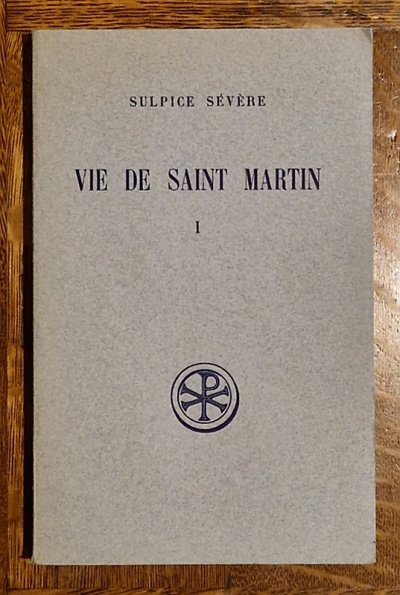 SULPICE SÉVÈRE
VIE DE SAINT MARTIN
I